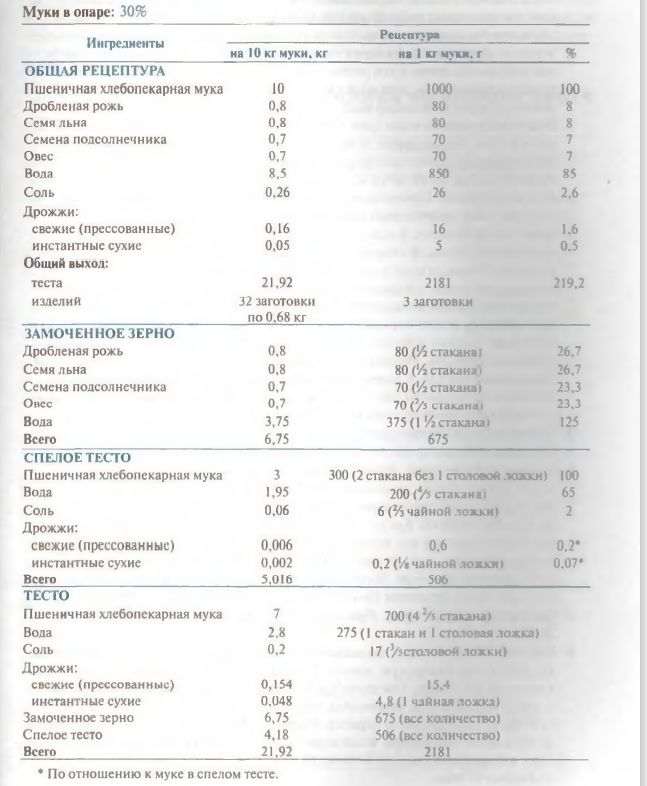 Муки в опаре: 30%
Ингредиенты Рецептура
на 10 кг муки, кг на 1 кг муки, г %
ОБЩАЯ РЕЦЕПТУРА
Пшеничная хлебопекарная мука 10 1000 100
Дробленая рожь 0,8 80 8
Семя льна 0,8 80 8
Семена подсолнечника 0,7 70 7
Овес 0,7 70 7
Вода 8,5 850 85
Соль 0,26 26 2,6
Дрожжи:
свежие (прессованные) 0,16 16 1,6
инстантные сухие 0,05 5 0,5
Общий выход:
теста 21,92 2181 219,2
изделий 32 заготовки 3 заготовки
по 0,68 кг
ЗАМОЧЕННОЕ ЗЕРНО
Дробленая рожь 0,8 80 (½ стакана) 26,7
Семя льна 0,8 80 (½ стакана) 26,7
Семена подсолнечника 0,7 70 (½ стакана) 23,3
Овес 0,7 70 (⅖ стакана) 23,3
Вода 3,75 375 (1 ½ стакана) 125
Всего 6,75 675
СПЕЛОЕ ТЕСТО
Пшеничная хлебопекарная мука 3 300 (2 стакана без 1 столовой ложки) 100
Вода 1,95 200 (⅘ стакана) 65
Соль 0,06 6 (⅔ чайной ложки) 2
Дрожжи:
свежие (прессованные) 0,006 0,6 0,2*
инстантные сухие 0,002 0,2 (⅛ чайной ложки) 0,07*
Всего 5,016 506
ТЕСТО
Пшеничная хлебопекарная мука 7 700 (4 ⅖ стакана)
Вода 2,8 275 (1 стакан и 1 столовая ложка)
Соль 0,2 17 (столовой ложки)
Дрожжи:
свежие (прессованные) 0,154 15,4
инстантные сухие 0,048 4,8 (1 чайная ложка)
Замоченное зерно 6,75 675 (все количество)
Спелое тесто 4,18 506 (все количество)
Всего 21,92 2181
* По отношению к муке в спелом тесте.